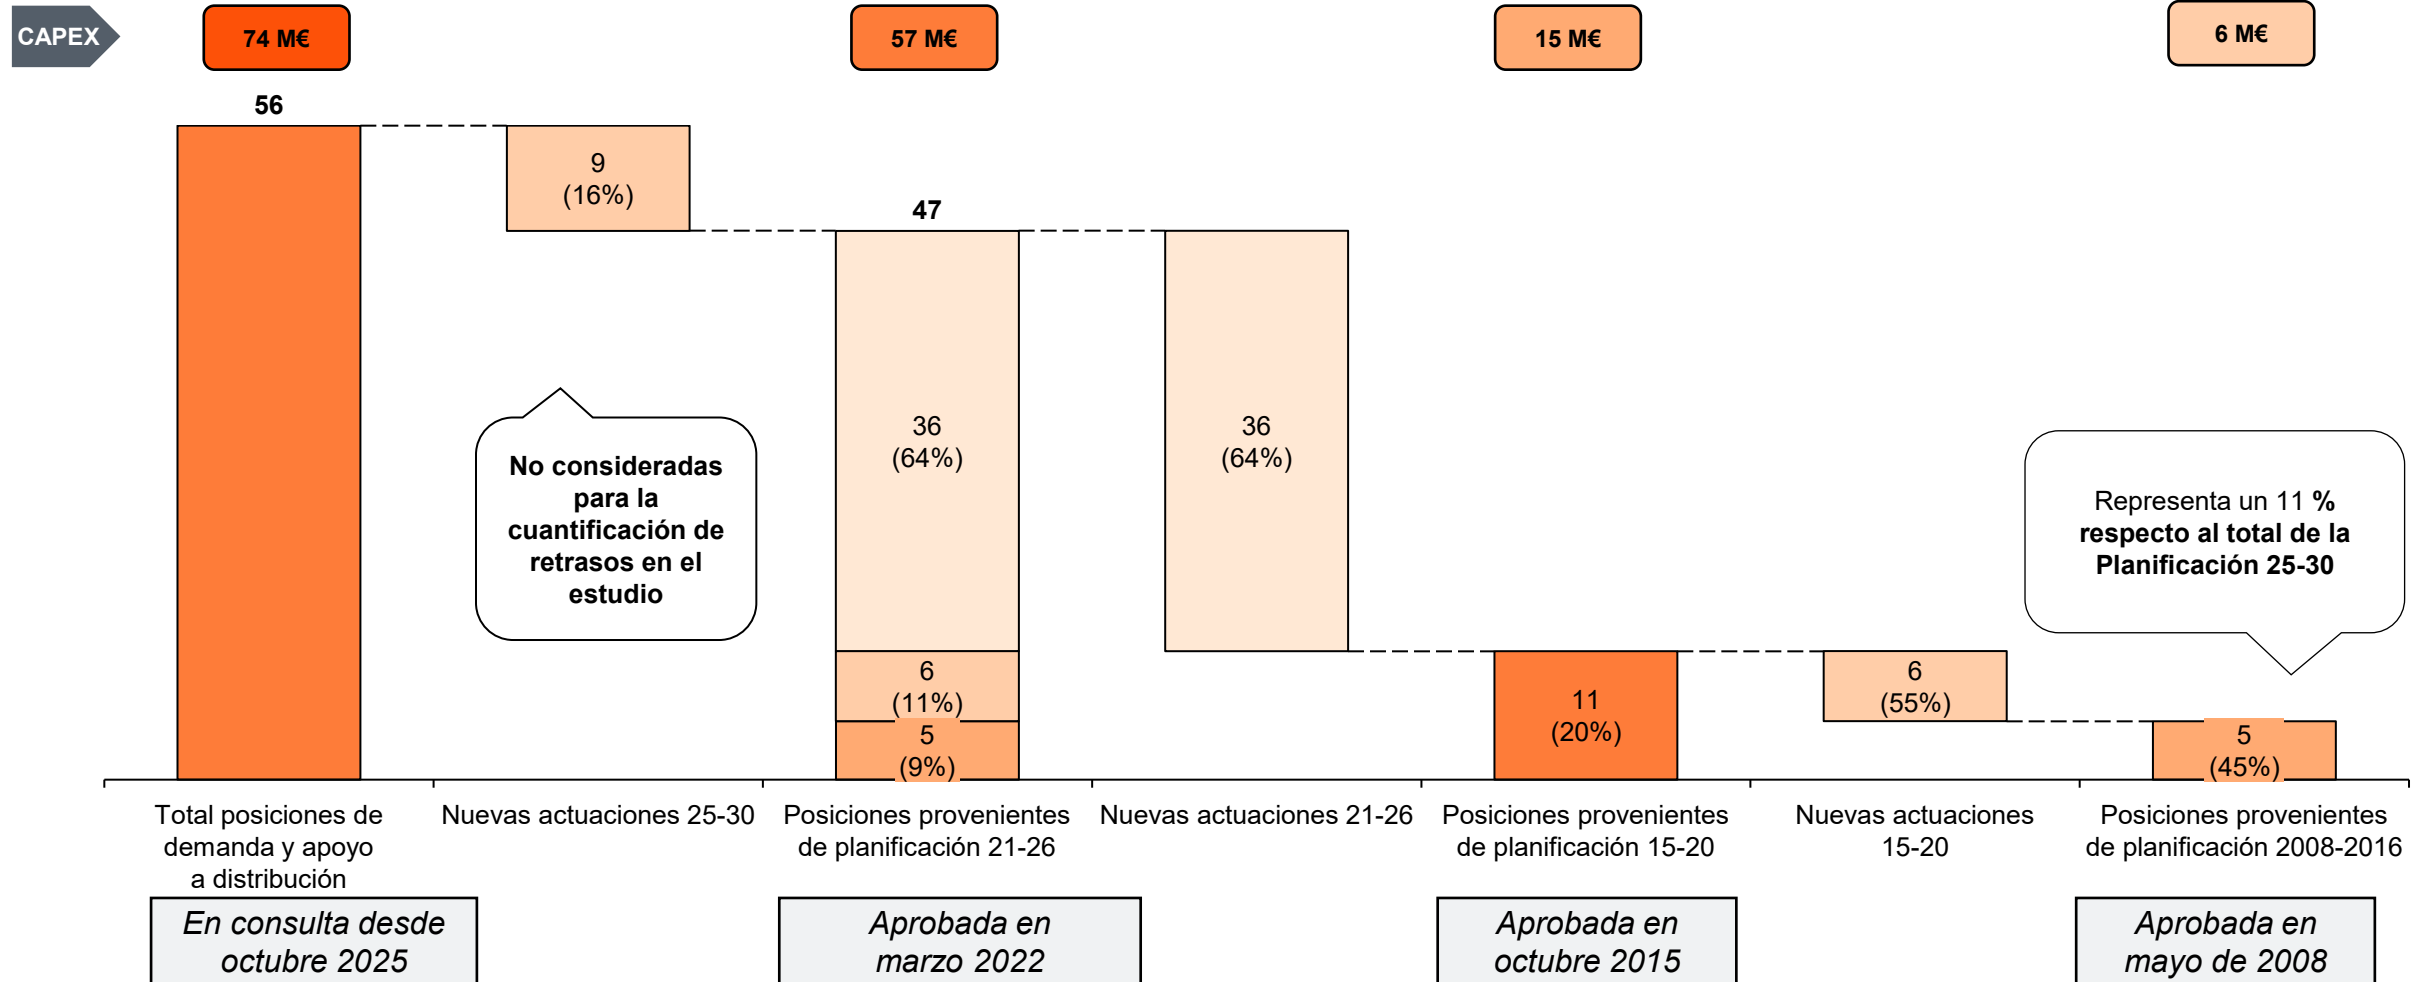 CAPEX
74 M€
57 M€
15 M€
6 M€
56
9
(16%)
47
36
(64%)
36
(64%)
No consideradas
para la
cuantificación de
retrasos en el
estudio
Representa un 11 %
respecto al total de la
Planificación 25-30
6
(11%)
5
(9%)
11
(20%)
6
(55%)
5
(45%)
Total posiciones de
demanda y apoyo
a distribución
Nuevas actuaciones 25-30
Posiciones provenientes
de planificación 21-26
Nuevas actuaciones 21-26
Posiciones provenientes
de planificación 15-20
Nuevas actuaciones
15-20
Posiciones provenientes
de planificación 2008-2016
En consulta desde
octubre 2025
Aprobada en
marzo 2022
Aprobada en
octubre 2015
Aprobada en
mayo de 2008